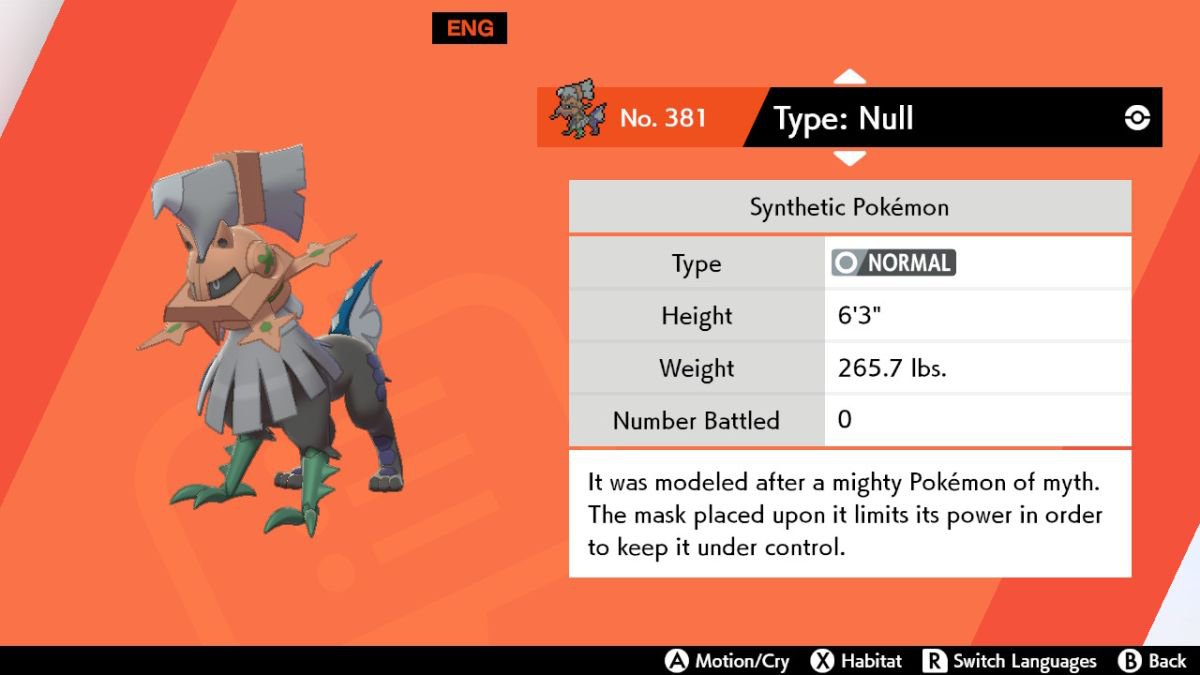 ENG
No. 381 Type: Null
Synthetic Pokémon
Type NORMAL
Height 6'3"
Weight 265.7 lbs.
Number Battled 0
It was modeled after a mighty Pokémon of myth.
The mask placed upon it limits its power in order
to keep it under control.
A Motion/Cry X Habitat R Switch Languages B Back